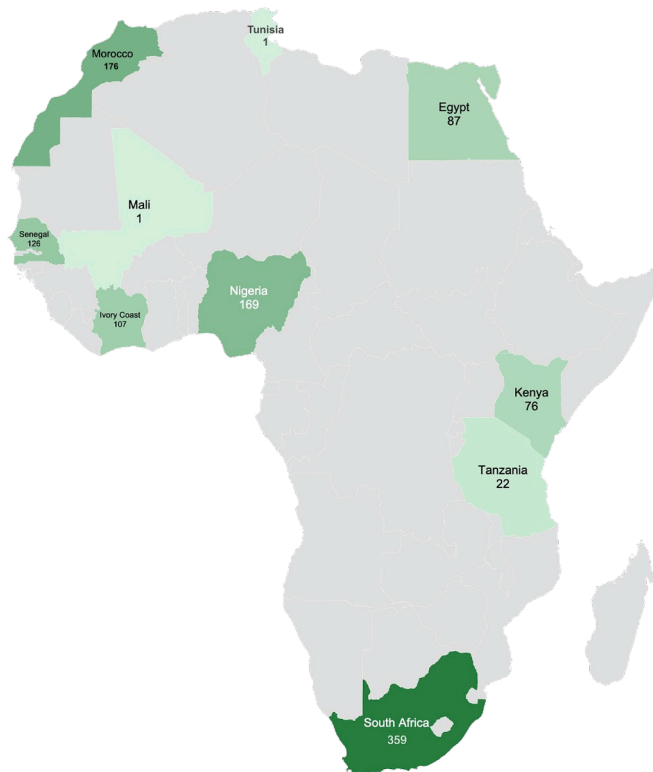 Tunisia
1
Morocco
176
Egypt
87
Mali
1
Senegal
126
Nigeria
169
Ivory Coast
107
Kenya
76
Tanzania
22
South Africa
359